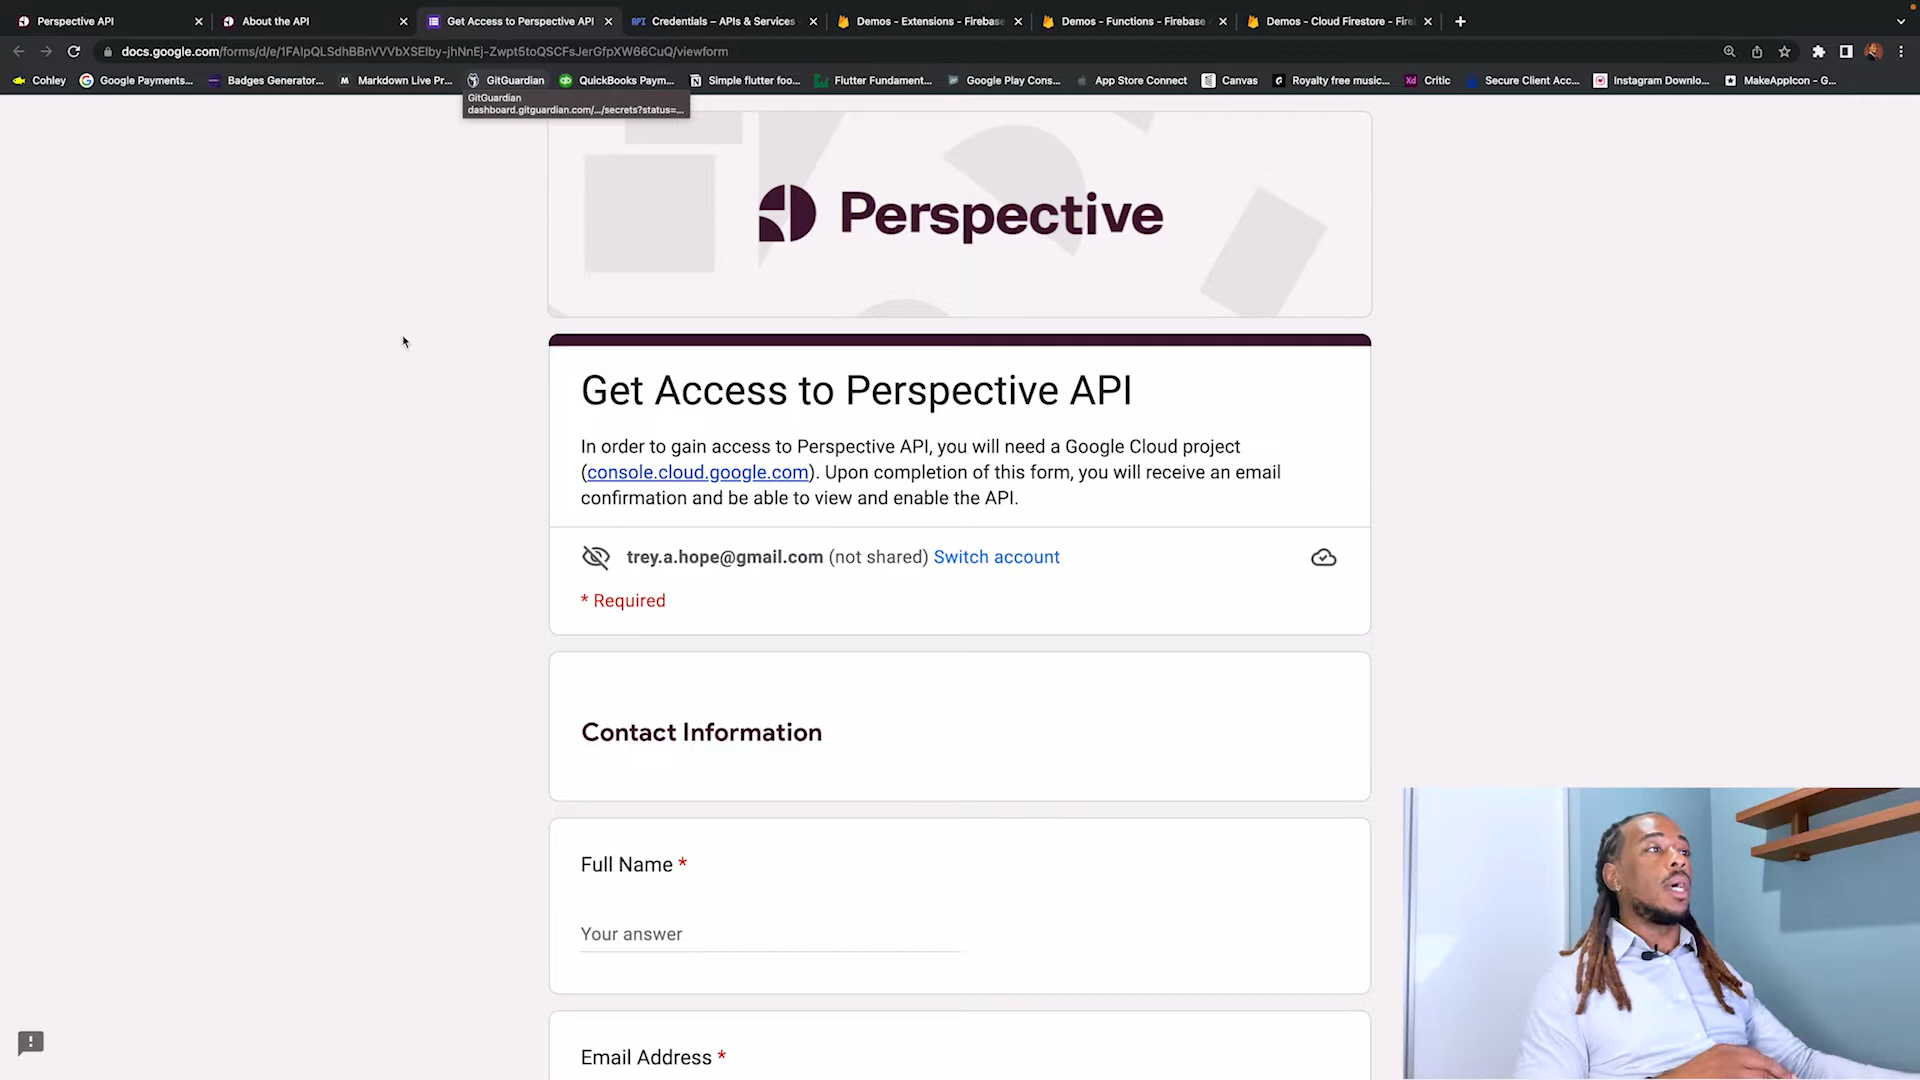 Perspective API
About the API
Get Access to Perspective API
Credentials – APIs & Services
Demos - Extensions - Firebase
Demos - Functions - Firebase
Demos - Cloud Firestore - Fire
docs.google.com/forms/d/e/1FAIpQLSdhBBnVVVbXSEIby-jhNnEj-Zwpt5toQSCFsJerGfpXW66CuQ/viewform
Cohley
Google Payments...
Badges Generator...
Markdown Live Pr...
GitGuardian
QuickBooks Paym...
Simple flutter foo...
Flutter Fundament...
Google Play Cons...
App Store Connect
Canvas
Royalty free music...
Critic
Secure Client Acc...
Instagram Downlo...
MakeAppIcon - G...
GitGuardian
dashboard.gitguardian.com/.../secrets?status=...
Perspective
Get Access to Perspective API
In order to gain access to Perspective API, you will need a Google Cloud project
(console.cloud.google.com). Upon completion of this form, you will receive an email
confirmation and be able to view and enable the API.
trey.a.hope@gmail.com (not shared) Switch account
* Required
Contact Information
Full Name *
Your answer
Email Address *